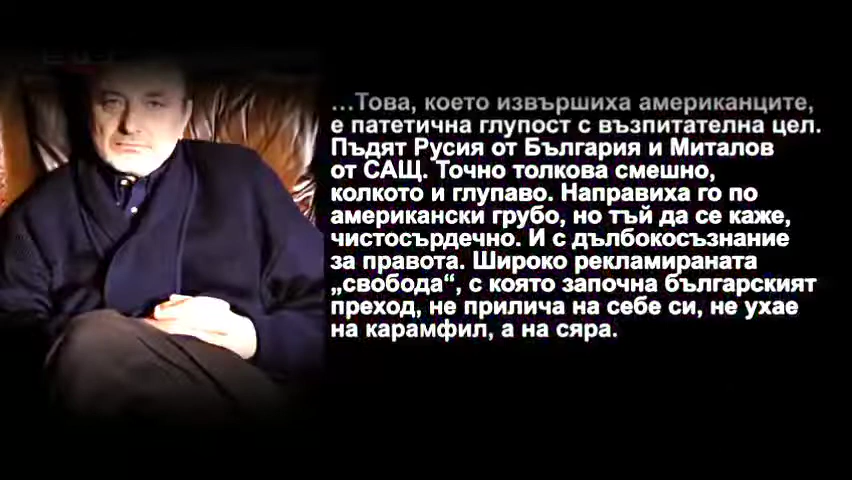 ...Това, което извършиха американците,
е патетична глупост с възпитателна цел.
Пъдят Русия от България и Миталов
от САЩ. Точно толкова смешно,
колкото и глупаво. Направиха го по
американски грубо, но тъй да се каже,
чистосърдечно. И с дълбокосъзнание
за правота. Широко рекламираната
„свобода“, с която започна българският
преход, не прилича на себе си, не ухае
на карамфил, а на сяра.